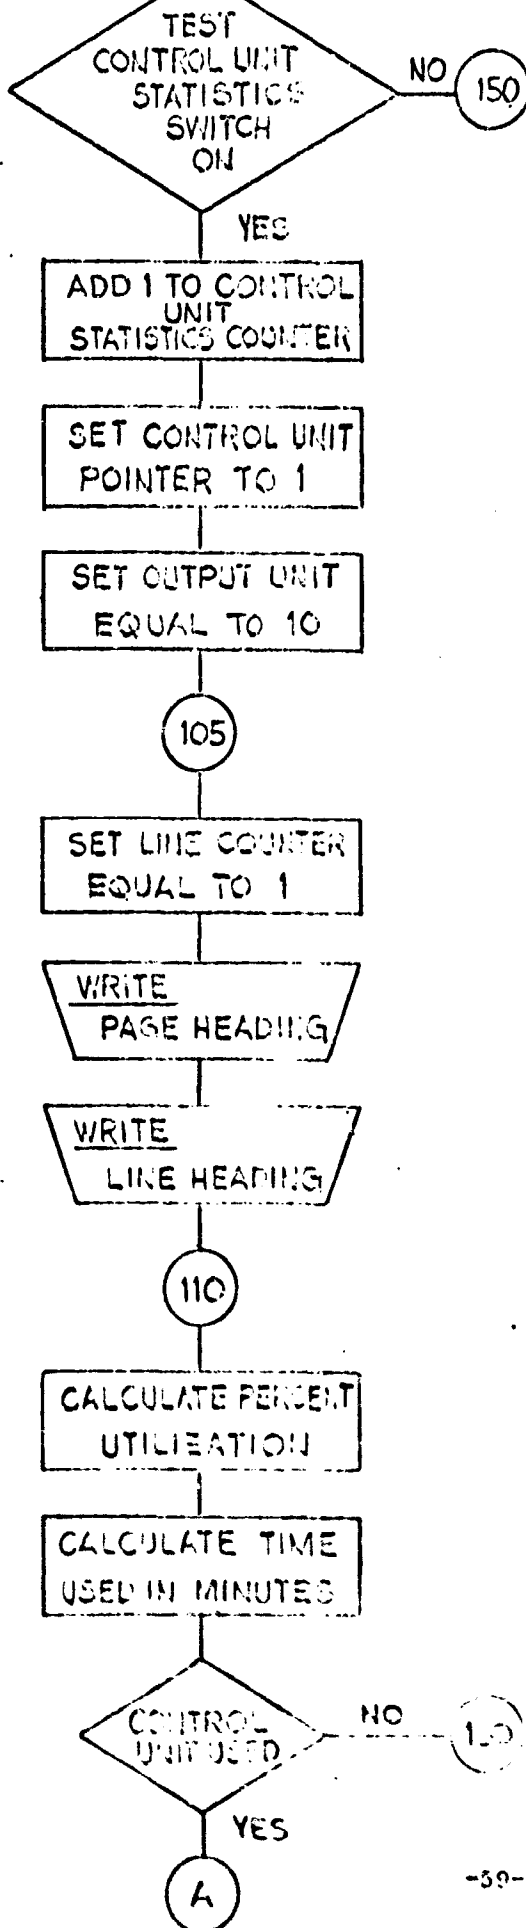 TEST
CONTROL UNIT
STATISTICS
SWITCH
ON
NO
150
YES
ADD 1 TO CONTROL
UNIT
STATISTICS COUNTER
SET CONTROL UNIT
POINTER TO 1
SET OUTPUT UNIT
EQUAL TO 10
105
SET LINE COUNTER
EQUAL TO 1
WRITE
PAGE HEADING
WRITE
LINE HEADING
110
CALCULATE PERCENT
UTILIZATION
CALCULATE TIME
USED IN MINUTES
CONTROL
UNIT USED
NO
YES
A
-59-